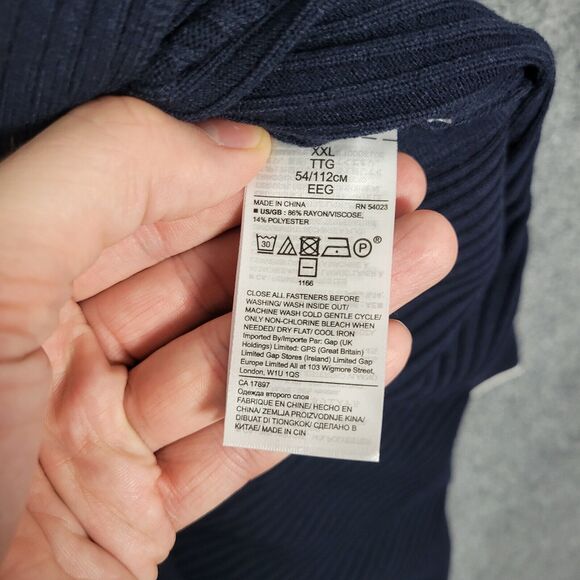 XXL
TTG
54/112CM
EEG
MADE IN CHINA RN 54023
■ US/GB : 86% RAYON/VISCOSE,
14% POLYESTER
30 P ®
1166
CLOSE ALL FASTENERS BEFORE
WASHING/ WASH INSIDE OUT/
MACHINE WASH COLD GENTLE CYCLE/
ONLY NON-CHLORINE BLEACH WHEN
NEEDED/ DRY FLAT/ COOL IRON
Imported By/Importe Par: Gap (UK
Holdings) Limited: GPS (Great Britain)
Limited Gap Stores (Ireland) Limited Gap
Europe Limited All at 103 Wigmore Street,
London, W1U 1QS
CA 17897
Одежда второго слоя
FABRIQUE EN CHINE/ HECHO EN
CHINA/ ZEMLJA PROIZVODNJE KINA/
DIBUAT DI TIONGKOK/ СДЕЛАНО В
КИТАЕ/ MADE IN CIN